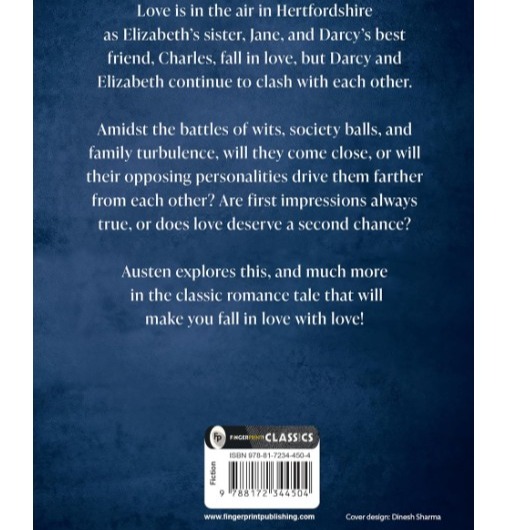 Love is in the air in Hertfordshire
as Elizabeth's sister, Jane, and Darcy's best
friend, Charles, fall in love, but Darcy and
Elizabeth continue to clash with each other.
Amidst the battles of wits, society balls, and
family turbulence, will they come close, or will
their opposing personalities drive them farther
from each other? Are first impressions always
true, or does love deserve a second chance?
Austen explores this, and much more
in the classic romance tale that will
make you fall in love with love!
FP FINGERPRINT! CLASSICS
ISBN 978-81-7234-450-4
Fiction
9 788172 344504
www.fingerprintpublishing.com
Cover design: Dinesh Sharma